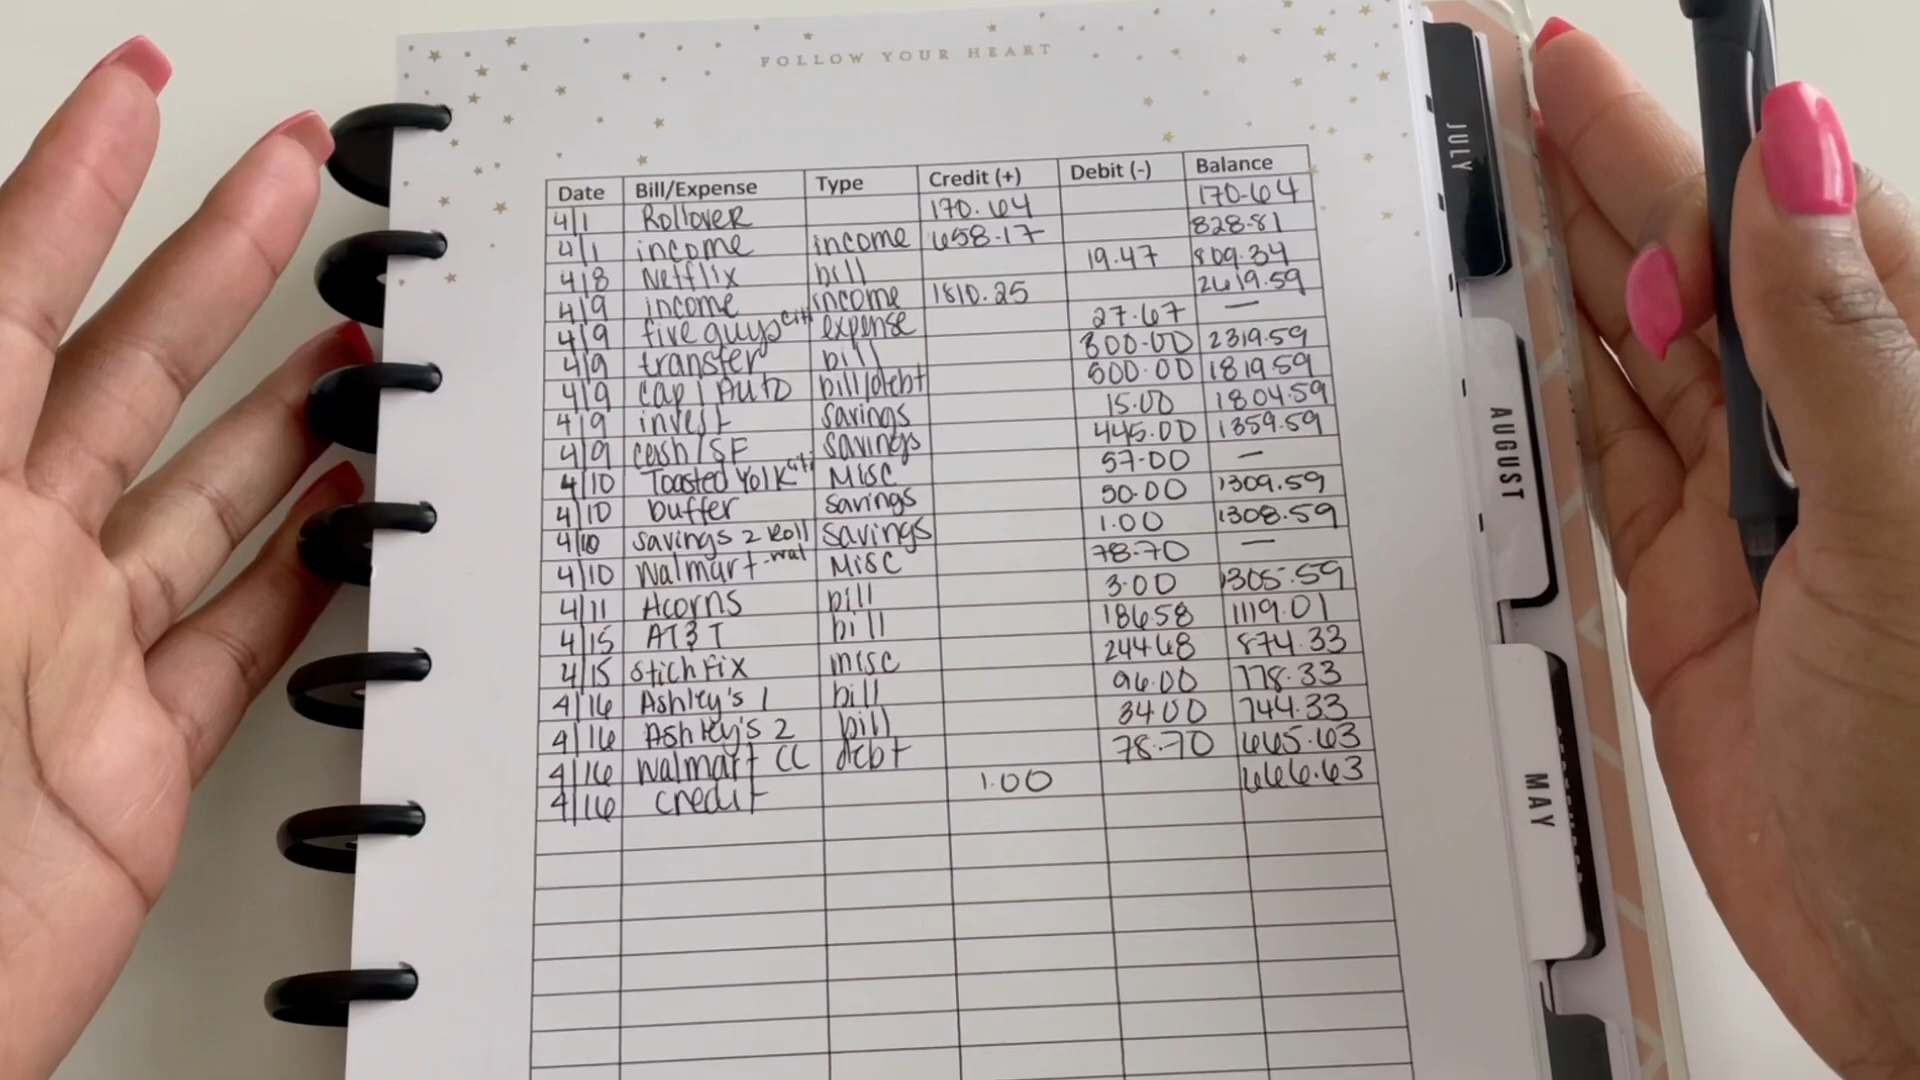 FOLLOW YOUR HEART
Date Bill/Expense Type Credit (+) Debit (-) Balance
4/1 Rollover 170.64 170.64
4/1 income income 658.17 828.81
4/8 Netflix bill 19.47 809.34
4/9 income income 1810.25 2619.59
4/9 five guys citi expense 27.67 —
4/9 transfer bill 300.00 2319.59
4/9 cap 1 Auto bill/debt 500.00 1819.59
4/9 invest savings 15.00 1804.59
4/9 cash/SF savings 445.00 1359.59
4/10 Toasted Yolk citi Misc 57.00 —
4/10 buffer savings 50.00 1309.59
4/10 savings 2 Roll savings 1.00 1308.59
4/10 Walmart-wal Misc 78.70 —
4/11 Acorns bill 3.00 1305.59
4/15 AT&T bill 186.58 1119.01
4/15 stichfix misc 244.68 874.33
4/16 Ashley's 1 bill 96.00 778.33
4/16 Ashley's 2 bill 34.00 744.33
4/16 Walmart CC debt 78.70 665.63
4/16 credit 1.00 666.63
JULY
AUGUST
MAY